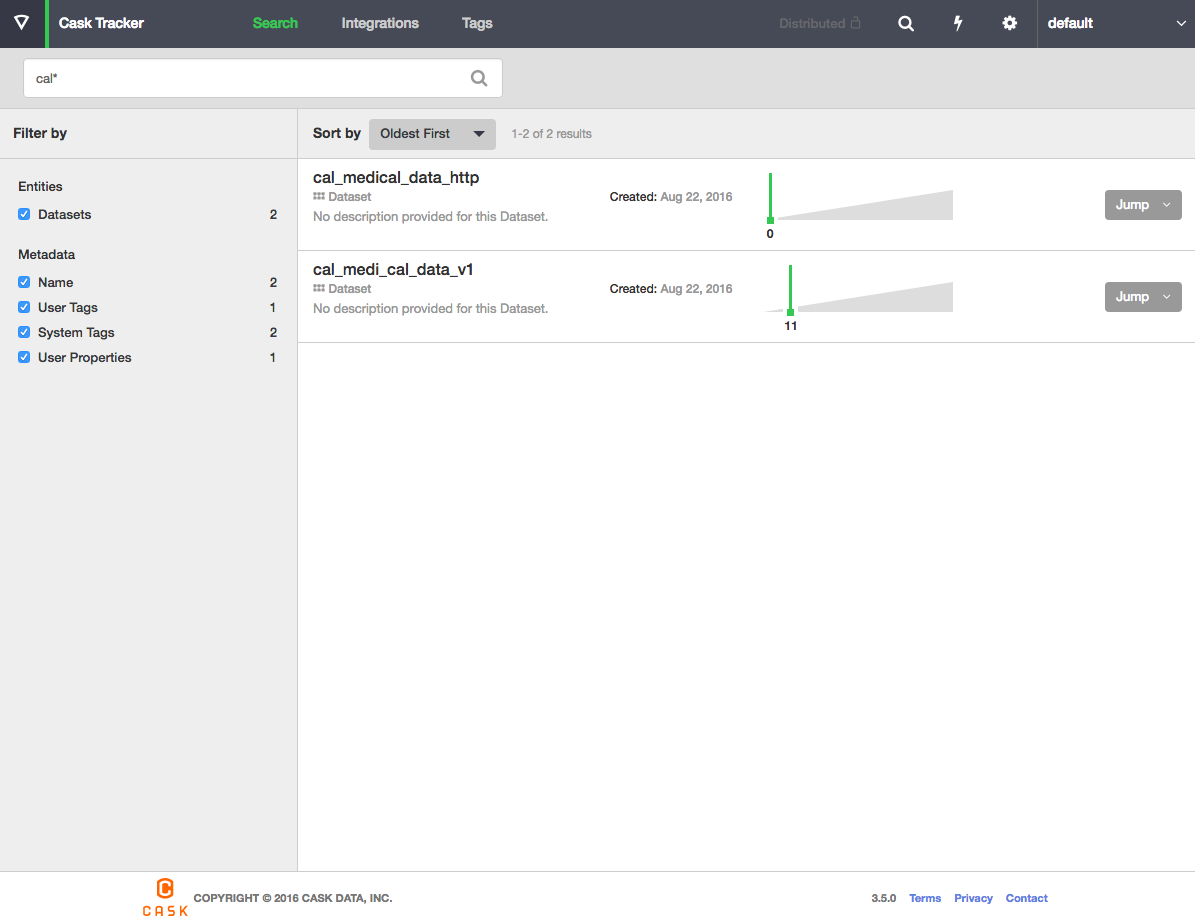 Cask Tracker Search Integrations Tags Distributed default
cal*
Filter by
Sort by Oldest First 1-2 of 2 results
Entities
Datasets 2
Metadata
Name 2
User Tags 1
System Tags 2
User Properties 1
cal_medical_data_http
Dataset
No description provided for this Dataset.
Created: Aug 22, 2016
0
Jump
cal_medi_cal_data_v1
Dataset
No description provided for this Dataset.
Created: Aug 22, 2016
11
Jump
CASK
COPYRIGHT © 2016 CASK DATA, INC.
3.5.0 Terms Privacy Contact